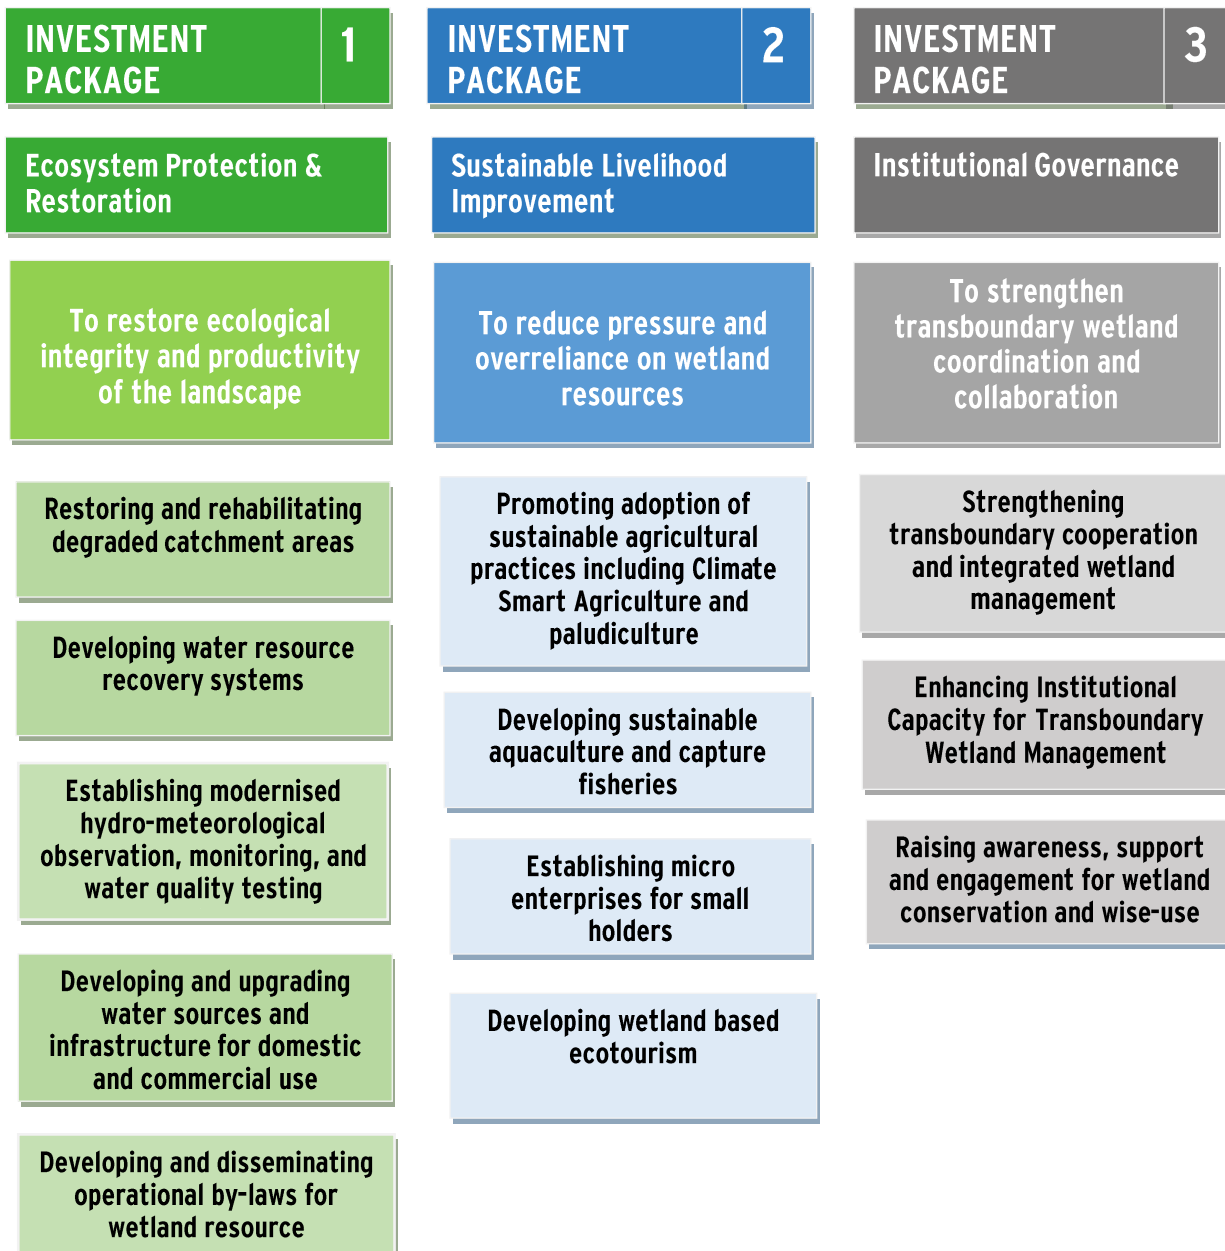 INVESTMENT
PACKAGE
1
Ecosystem Protection &
Restoration
To restore ecological
integrity and productivity
of the landscape
Restoring and rehabilitating
degraded catchment areas
Developing water resource
recovery systems
Establishing modernised
hydro-meteorological
observation, monitoring, and
water quality testing
Developing and upgrading
water sources and
infrastructure for domestic
and commercial use
Developing and disseminating
operational by-laws for
wetland resource
INVESTMENT
PACKAGE
2
Sustainable Livelihood
Improvement
To reduce pressure and
overreliance on wetland
resources
Promoting adoption of
sustainable agricultural
practices including Climate
Smart Agriculture and
paludiculture
Developing sustainable
aquaculture and capture
fisheries
Establishing micro
enterprises for small
holders
Developing wetland based
ecotourism
INVESTMENT
PACKAGE
3
Institutional Governance
To strengthen
transboundary wetland
coordination and
collaboration
Strengthening
transboundary cooperation
and integrated wetland
management
Enhancing Institutional
Capacity for Transboundary
Wetland Management
Raising awareness, support
and engagement for wetland
conservation and wise-use